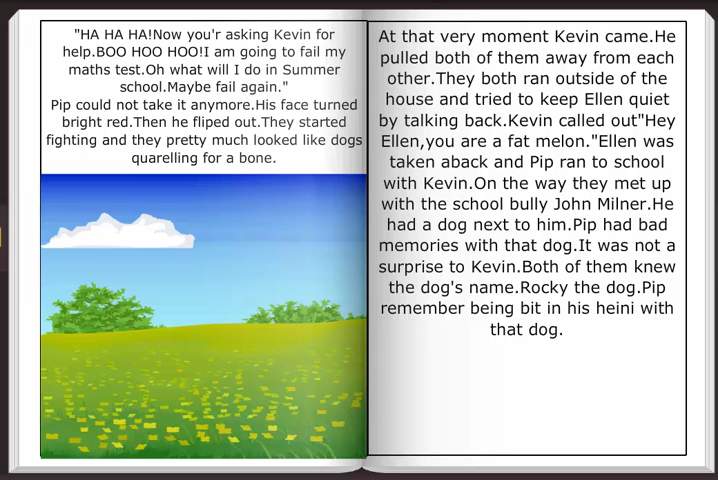 "HA HA HA!Now you'r asking Kevin for
help.BOO HOO HOO!I am going to fail my
maths test.Oh what will I do in Summer
school.Maybe fail again."
Pip could not take it anymore.His face turned
bright red.Then he fliped out.They started
fighting and they pretty much looked like dogs
quarelling for a bone.
At that very moment Kevin came.He
pulled both of them away from each
other.They both ran outside of the
house and tried to keep Ellen quiet
by talking back.Kevin called out"Hey
Ellen,you are a fat melon."Ellen was
taken aback and Pip ran to school
with Kevin.On the way they met up
with the school bully John Milner.He
had a dog next to him.Pip had bad
memories with that dog.It was not a
surprise to Kevin.Both of them knew
the dog's name.Rocky the dog.Pip
remember being bit in his heini with
that dog.